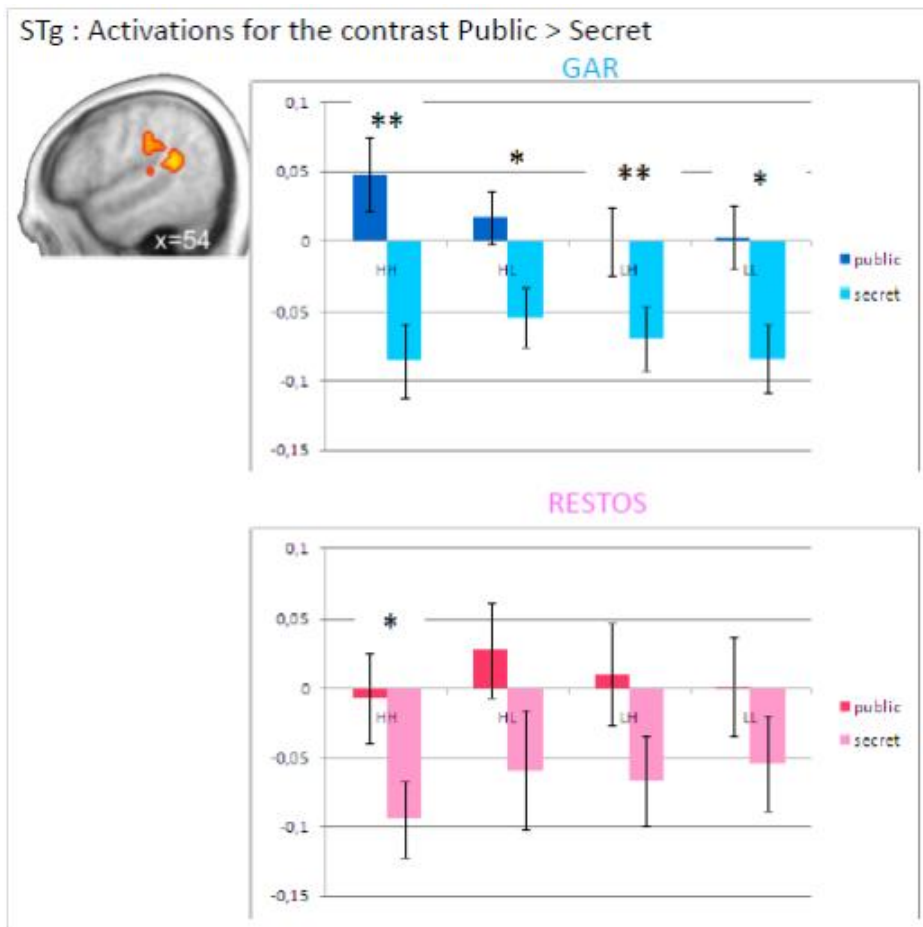 STg : Activations for the contrast Public > Secret
GAR
x=54
0,1
**
*
**
*
0,05
0
HH
HL
LH
LL
public
secret
-0,05
-0,1
-0,15
RESTOS
0,1
0,05
*
0
HH
HL
LH
LL
public
secret
-0,05
-0,1
-0,15